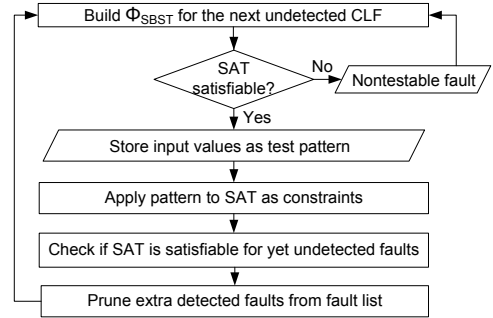 Build ΦSBST for the next undetected CLF
SAT
satisfiable?
No
Nontestable fault
Yes
Store input values as test pattern
Apply pattern to SAT as constraints
Check if SAT is satisfiable for yet undetected faults
Prune extra detected faults from fault list